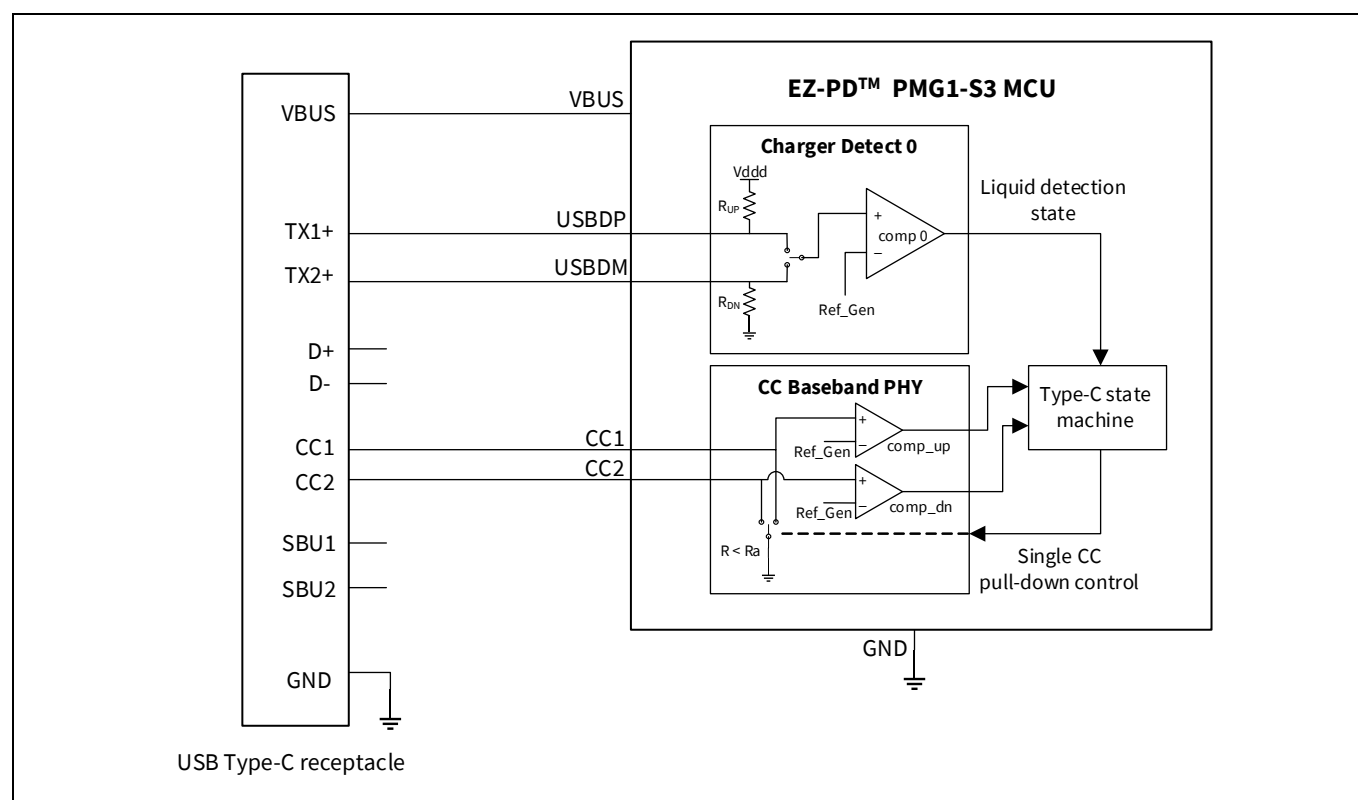 EZ-PD™ PMG1-S3 MCU
VBUS
VBUS
Charger Detect 0
Vddd
RUP
Liquid detection
state
TX1+
USBDP
+
comp 0
−
TX2+
USBDM
RDN
Ref_Gen
D+
D-
CC Baseband PHY
Type-C state
machine
+
Ref_Gen
−
comp_up
CC1
CC1
CC2
CC2
+
Ref_Gen
−
comp_dn
SBU1
R < Ra
Single CC
pull-down control
SBU2
GND
GND
USB Type-C receptacle